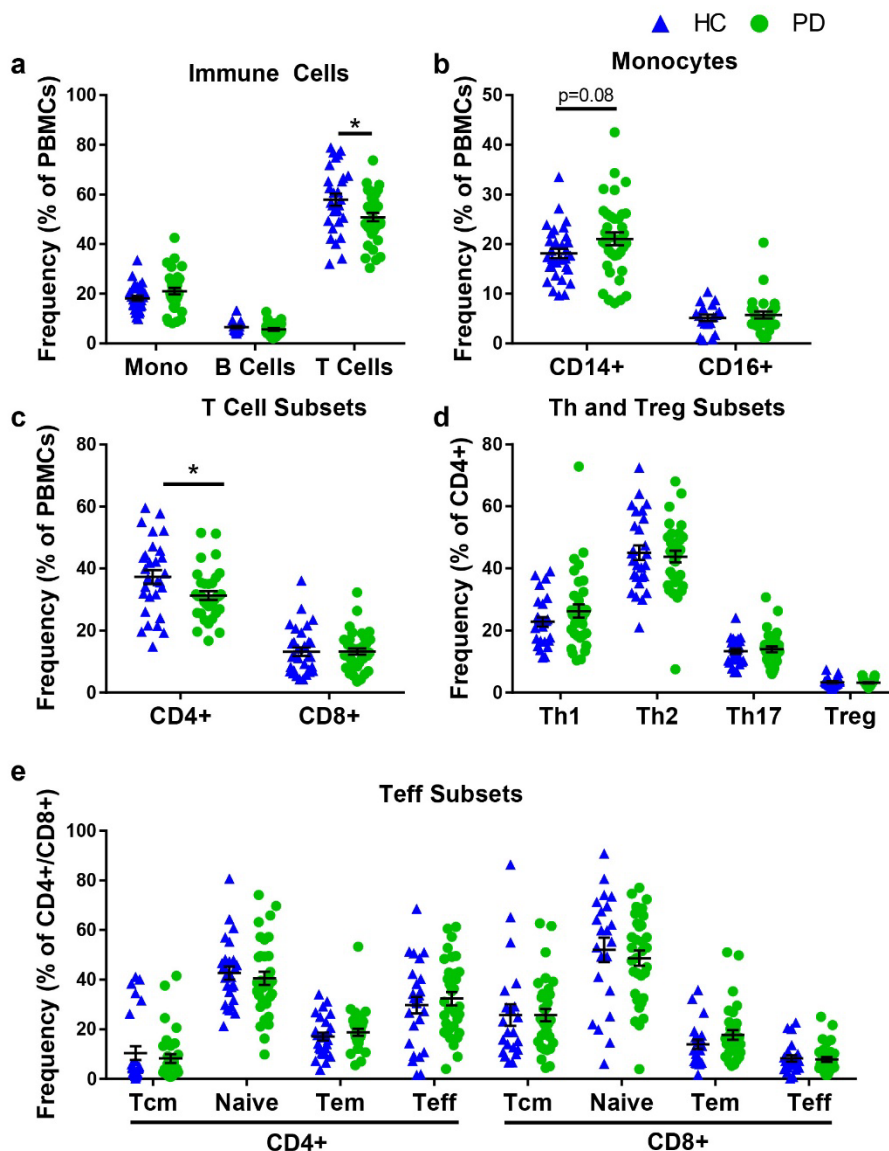 HC PD
a
Immune Cells
Frequency (% of PBMCs)
100
80
60
40
20
0
*
Mono B Cells T Cells
b
Monocytes
Frequency (% of PBMCs)
50
40
30
20
10
0
p=0.08
CD14+ CD16+
c
T Cell Subsets
Frequency (% of PBMCs)
80
60
40
20
0
*
CD4+ CD8+
d
Th and Treg Subsets
Frequency (% of CD4+)
80
60
40
20
0
Th1 Th2 Th17 Treg
e
Teff Subsets
Frequency (% of CD4+/CD8+)
100
80
60
40
20
0
Tcm Naive Tem Teff Tcm Naive Tem Teff
CD4+ CD8+